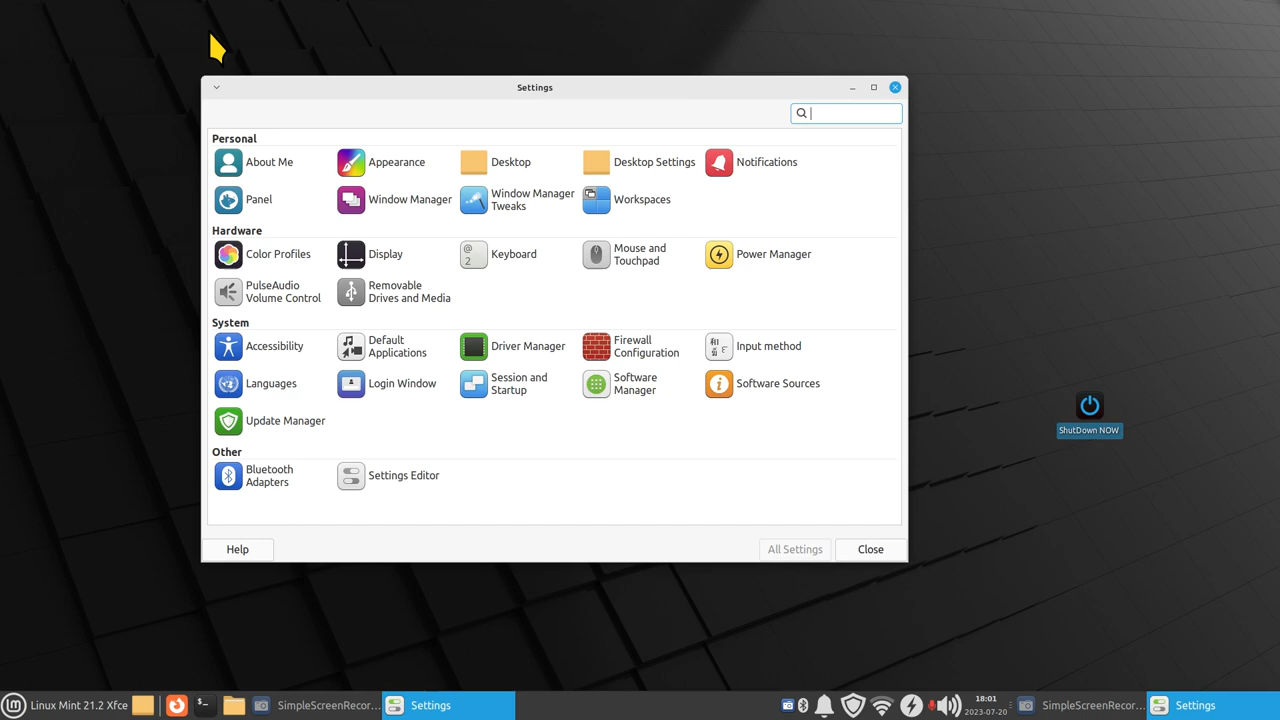 Settings
Personal
About Me
Appearance
Desktop
Desktop Settings
Notifications
Panel
Window Manager
Window Manager
Tweaks
Workspaces
Hardware
Color Profiles
Display
@
2
Keyboard
Mouse and
Touchpad
Power Manager
PulseAudio
Volume Control
Removable
Drives and Media
System
Accessibility
Default
Applications
Driver Manager
Firewall
Configuration
Input method
Languages
Login Window
Session and
Startup
Software
Manager
Software Sources
Update Manager
Other
Bluetooth
Adapters
Settings Editor
Help
All Settings
Close
ShutDown NOW
Linux Mint 21.2 Xfce
SimpleScreenRecor...
Settings
18:01
2023-07-20
SimpleScreenRecor...
Settings